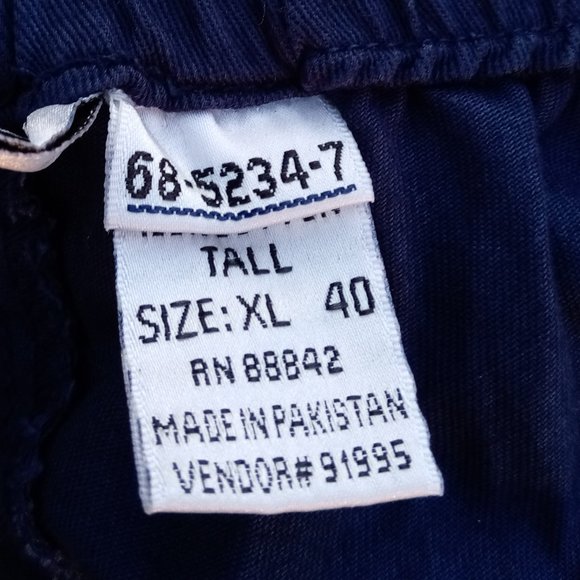 68-5234-7
TALL
SIZE: XL 40
RN 88842
MADE IN PAKISTAN
VENDOR# 91995